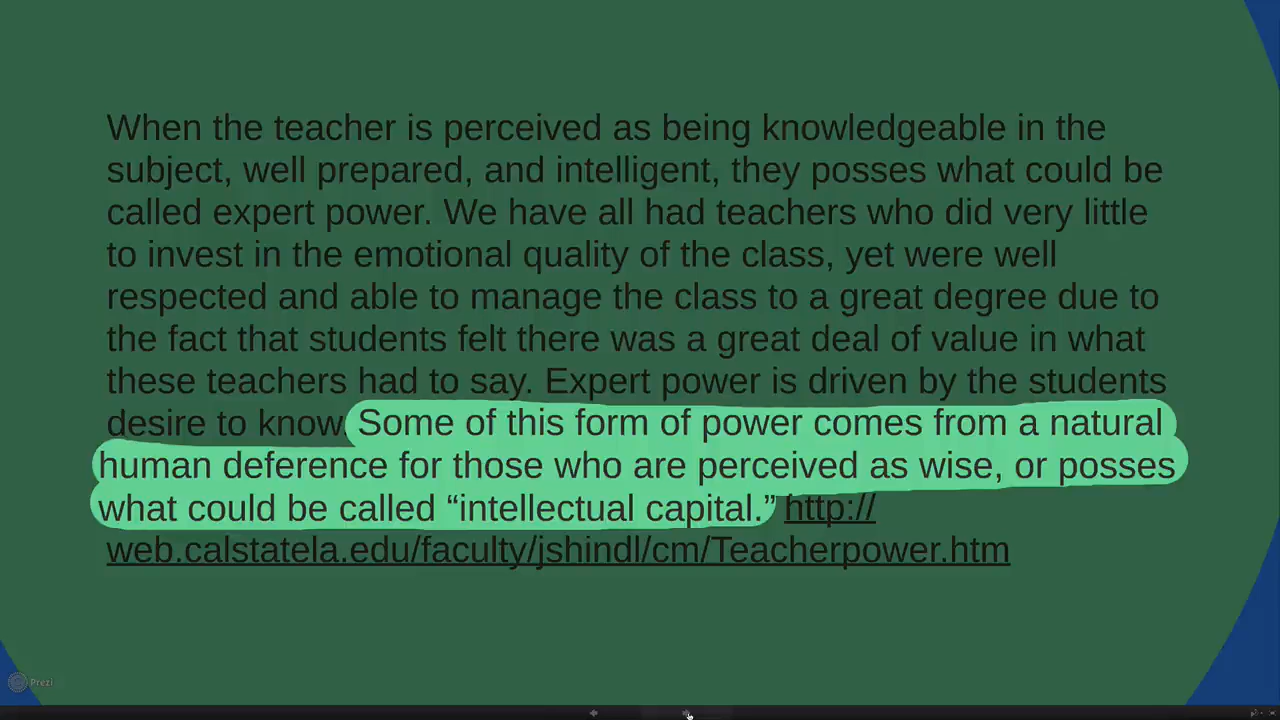 When the teacher is perceived as being knowledgeable in the
subject, well prepared, and intelligent, they posses what could be
called expert power. We have all had teachers who did very little
to invest in the emotional quality of the class, yet were well
respected and able to manage the class to a great degree due to
the fact that students felt there was a great deal of value in what
these teachers had to say. Expert power is driven by the students
desire to know. Some of this form of power comes from a natural
human deference for those who are perceived as wise, or posses
what could be called “intellectual capital.” http://
web.calstatela.edu/faculty/jshindl/cm/Teacherpower.htm
Prezi